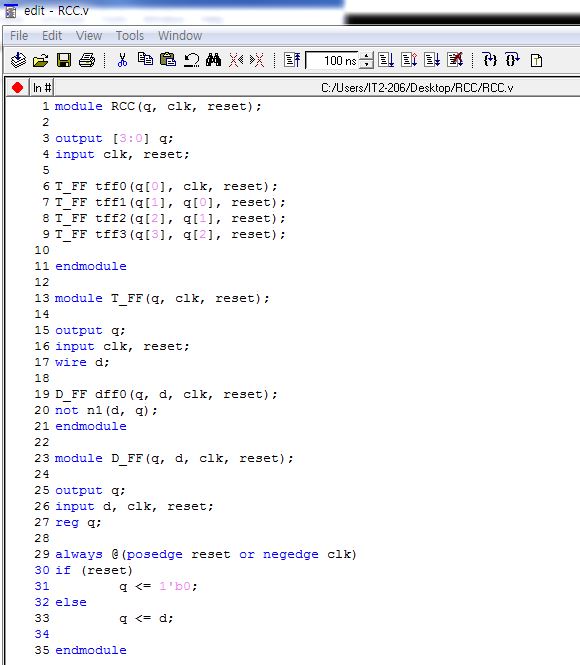 edit - RCC.v
File Edit View Tools Window
100 ns
ln # C:/Users/IT2-206/Desktop/RCC/RCC.v
1 module RCC(q, clk, reset);
2
3 output [3:0] q;
4 input clk, reset;
5
6 T_FF tff0(q[0], clk, reset);
7 T_FF tff1(q[1], q[0], reset);
8 T_FF tff2(q[2], q[1], reset);
9 T_FF tff3(q[3], q[2], reset);
10
11 endmodule
12
13 module T_FF(q, clk, reset);
14
15 output q;
16 input clk, reset;
17 wire d;
18
19 D_FF dff0(q, d, clk, reset);
20 not n1(d, q);
21 endmodule
22
23 module D_FF(q, d, clk, reset);
24
25 output q;
26 input d, clk, reset;
27 reg q;
28
29 always @(posedge reset or negedge clk)
30 if (reset)
31 q <= 1'b0;
32 else
33 q <= d;
34
35 endmodule